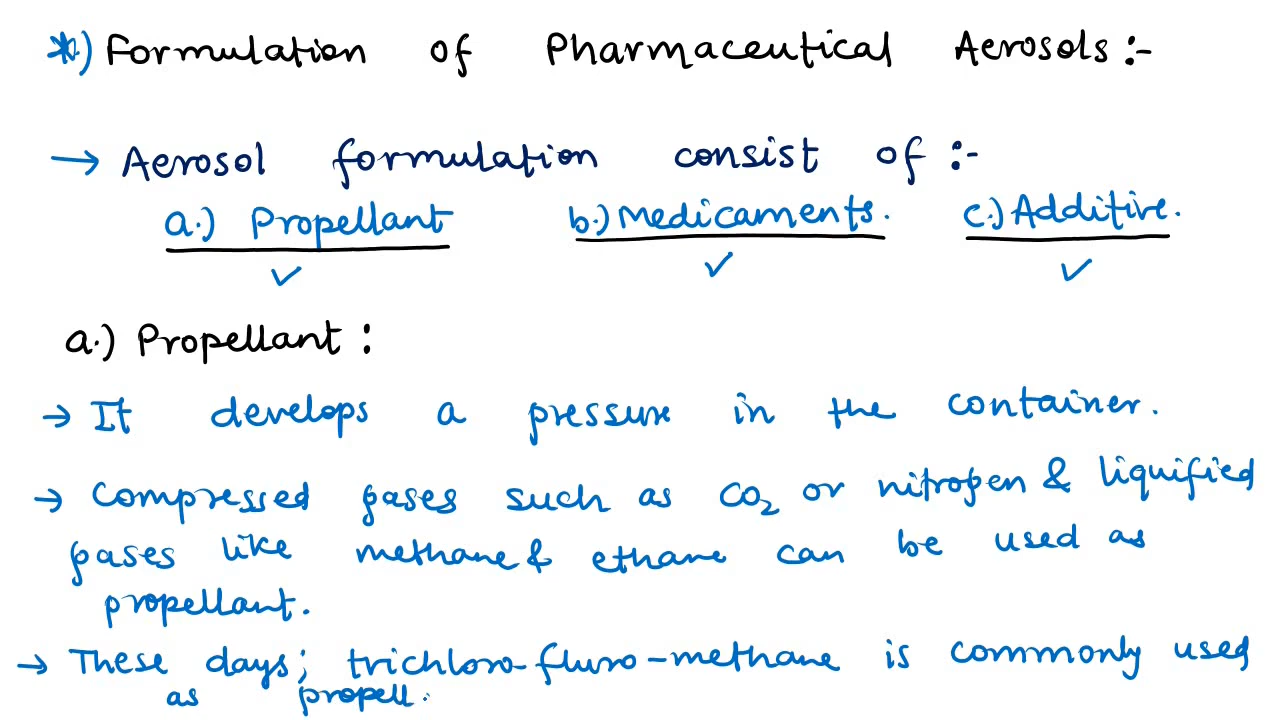 *.) Formulation of Pharmaceutical Aerosols :-
→ Aerosol formulation consist of :-
a.) Propellant b.) Medicaments. c.) Additive.
✓ ✓ ✓
a.) Propellant :
→ It develops a pressure in the container.
→ Compressed gases such as CO₂ or nitrogen & liquified
gases like methane & ethane can be used as
propellant.
→ These days; trichloro-fluro-methane is commonly used
as propell.